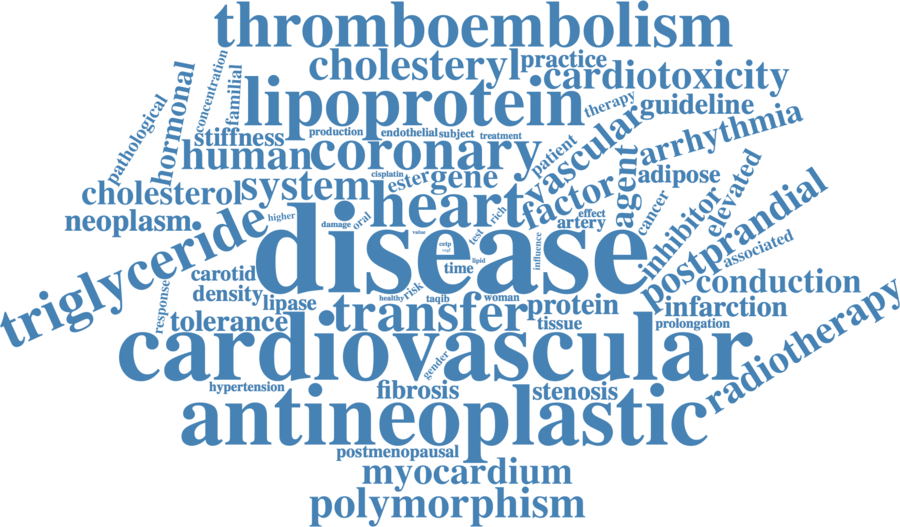 thromboembolism
cholesteryl
practice
cardiotoxicity
concentration
familial
hormonal
lipoprotein
therapy
guideline
pathological
stiffness
production
endothelial
subject
treatment
vascular
arrhythmia
human
coronary
patient
cisplatin
ester
gene
factor
agent
adipose
cholesterol
system
heart
rich
cancer
elevated
neoplasm.
higher
damage
oral
value
test
effect
artery
inhibitor
postprandial
triglyceride
disease
cetp
influence
associated
carotid
time
lipid
conduction
response
density
lipase
healthy
risk
taqib
woman
protein
infarction
tolerance
transfer
tissue
prolongation
cardiovascular
gender
radiotherapy
hypertension
fibrosis
stenosis
antineoplastic
postmenopausal
myocardium
polymorphism